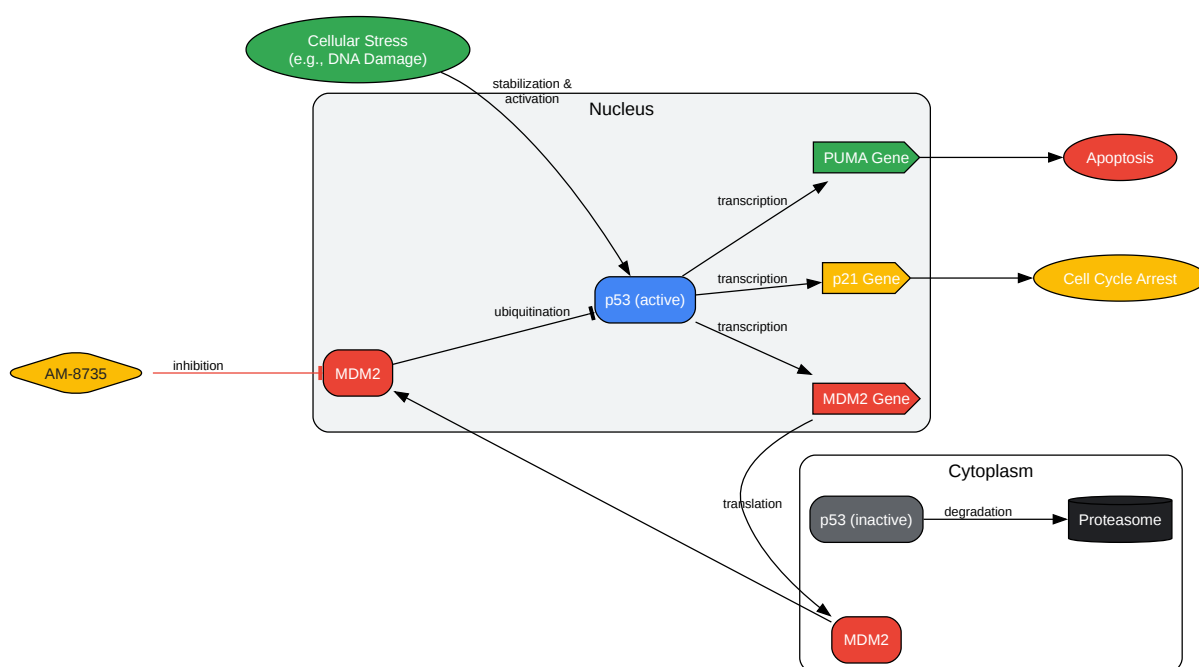 Cellular Stress
(e.g., DNA Damage)
stabilization &
activation
Nucleus
PUMA Gene
Apoptosis
transcription
p21 Gene
Cell Cycle Arrest
transcription
p53 (active)
ubiquitination
transcription
inhibition
AM-8735
MDM2
MDM2 Gene
Cytoplasm
translation
p53 (inactive)
degradation
Proteasome
MDM2